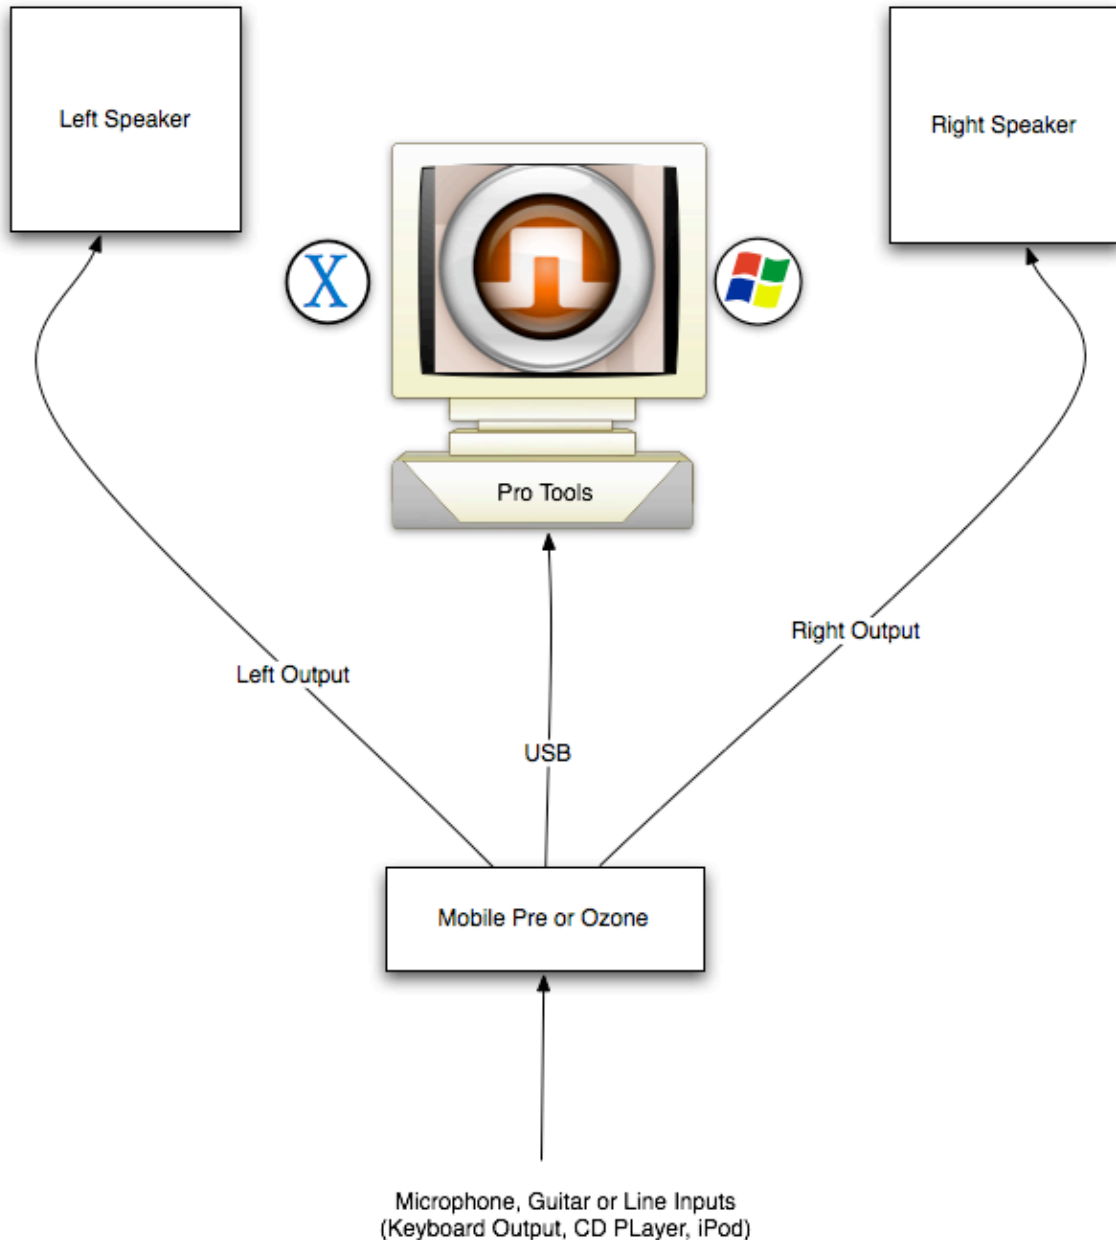 Left Speaker
Right Speaker
X
Pro Tools
Right Output
Left Output
USB
Mobile Pre or Ozone
Microphone, Guitar or Line Inputs
(Keyboard Output, CD PLayer, iPod)